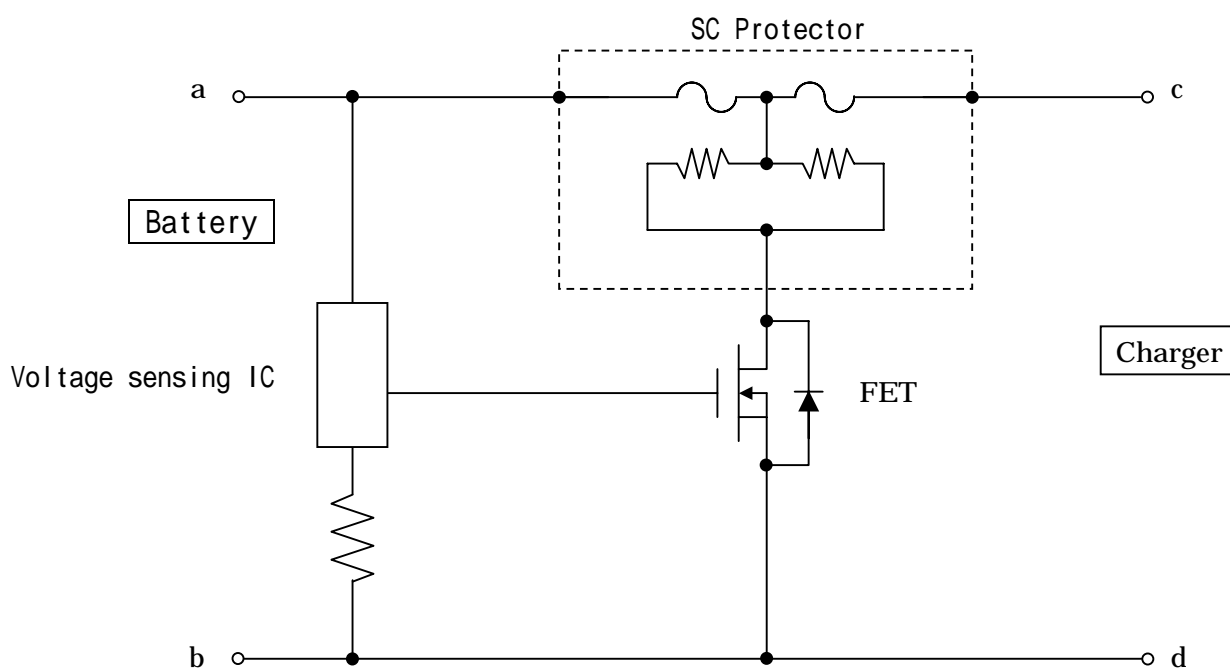 SC Protector
a
c
Battery
Charger
Voltage sensing IC
FET
b
d